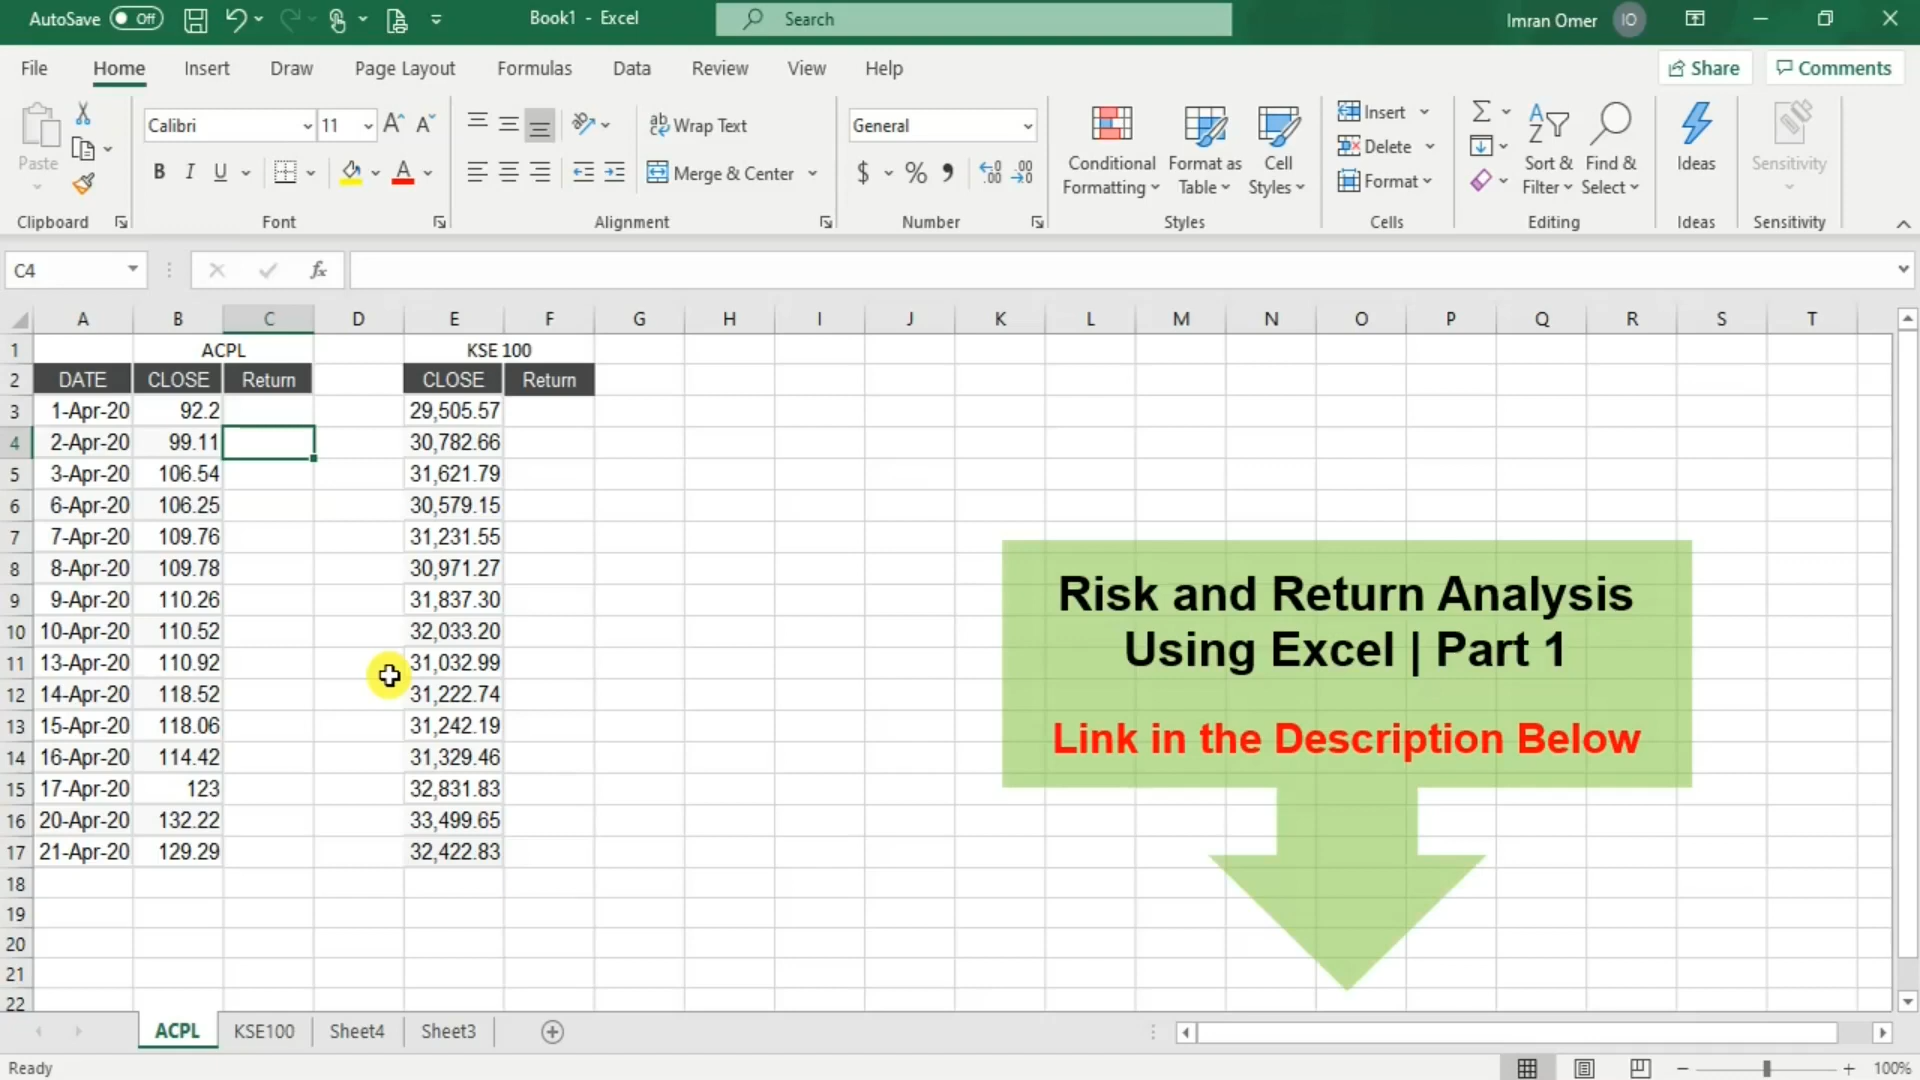 AutoSave Off Book1 - Excel Search Imran Omer IO
File Home Insert Draw Page Layout Formulas Data Review View Help Share Comments
Paste Calibri 11 Wrap Text General Conditional Formatting Format as Table Cell Styles Insert Delete Format Sort & Filter Find & Select Ideas Sensitivity
B I U Merge & Center $ % 
Clipboard Font Alignment Number Styles Cells Editing Ideas Sensitivity
C4 fx
A B C D E F G H I J K L M N O P Q R S T
1 ACPL KSE 100
2 DATE CLOSE Return CLOSE Return
3 1-Apr-20 92.2 29,505.57
4 2-Apr-20 99.11 30,782.66
5 3-Apr-20 106.54 31,621.79
6 6-Apr-20 106.25 30,579.15
7 7-Apr-20 109.76 31,231.55
8 8-Apr-20 109.78 30,971.27
9 9-Apr-20 110.26 31,837.30
10 10-Apr-20 110.52 32,033.20
11 13-Apr-20 110.92 31,032.99
12 14-Apr-20 118.52 31,222.74
13 15-Apr-20 118.06 31,242.19
14 16-Apr-20 114.42 31,329.46
15 17-Apr-20 123 32,831.83
16 20-Apr-20 132.22 33,499.65
17 21-Apr-20 129.29 32,422.83
18
19
20
21
22
Risk and Return Analysis
Using Excel | Part 1
Link in the Description Below
ACPL KSE100 Sheet4 Sheet3
Ready 100%